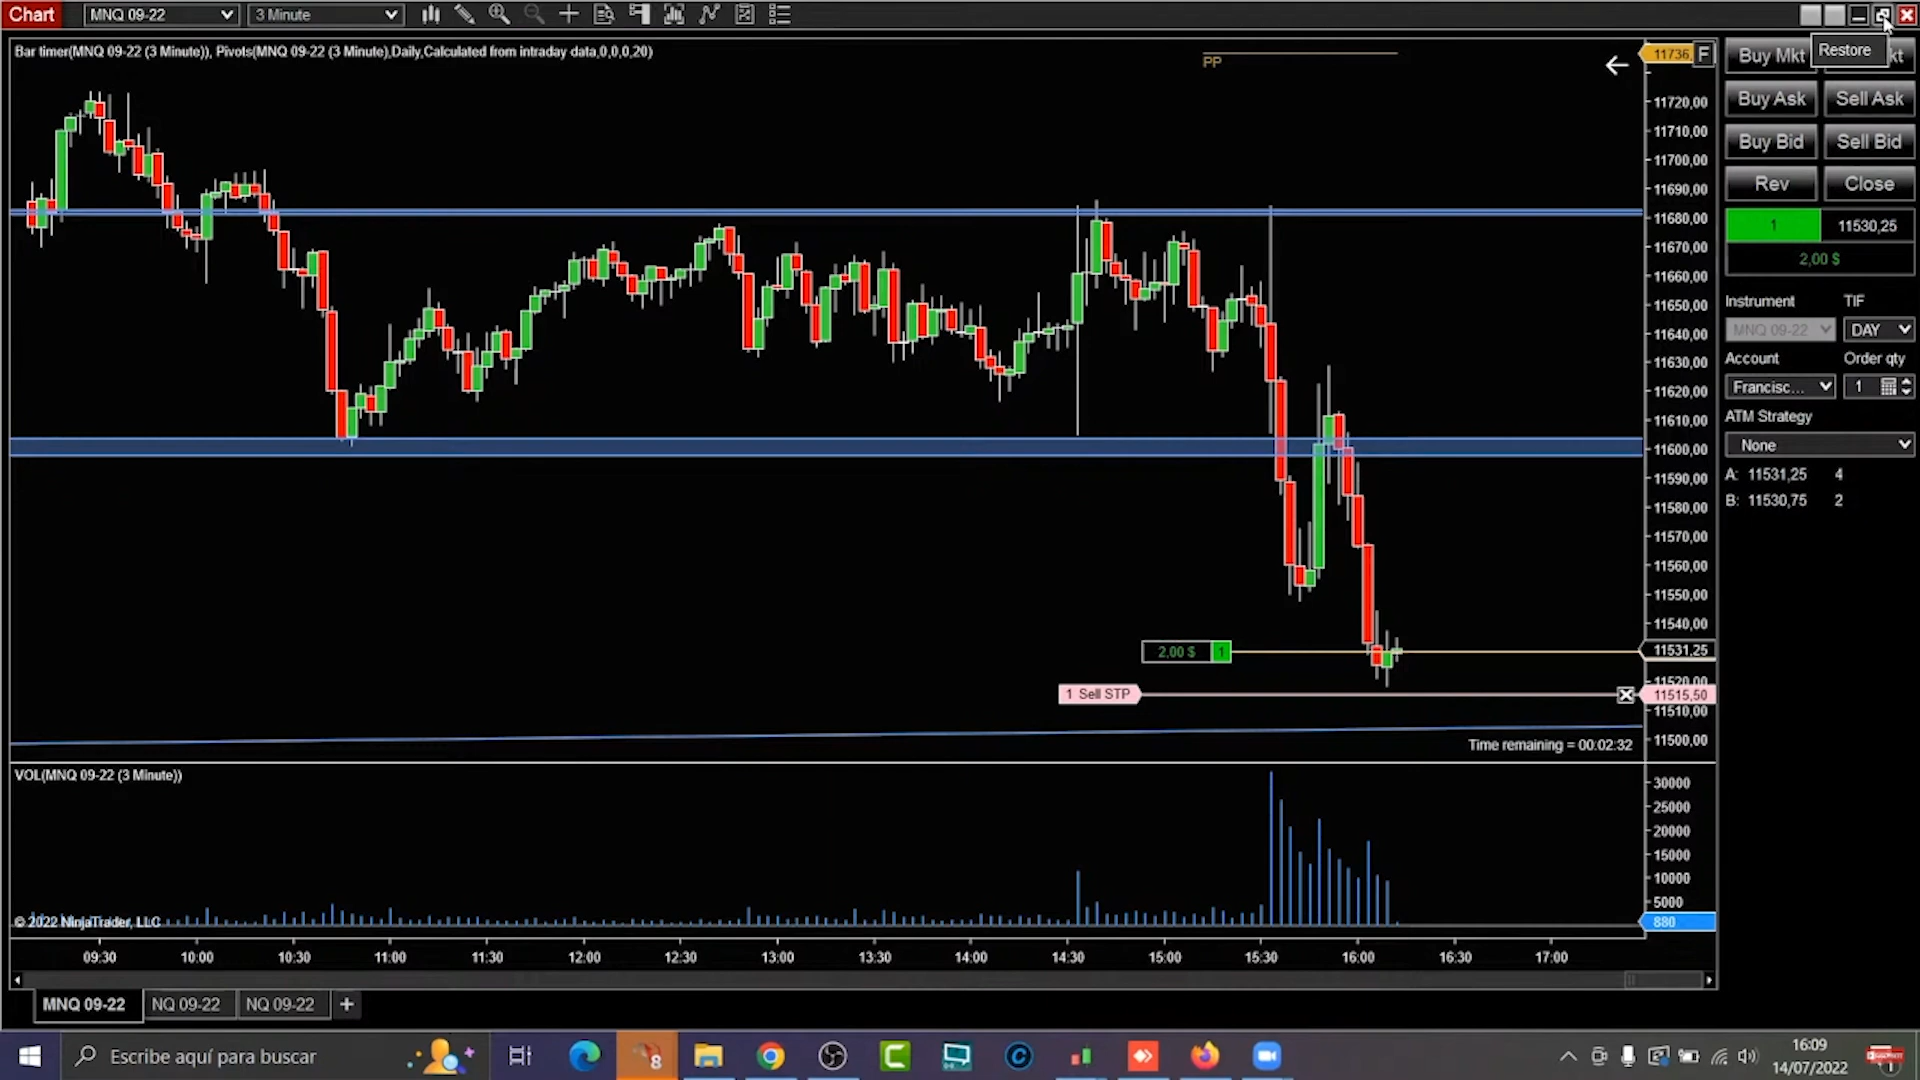 Chart
MNQ 09-22
3 Minute
Bar timer(MNQ 09-22 (3 Minute)), Pivots(MNQ 09-22 (3 Minute),Daily,Calculated from intraday data,0,0,0,20)
PP
11736,
F
Buy Mkt
kt
Restore
Buy Ask
Sell Ask
Buy Bid
Sell Bid
Rev
Close
1
11530,25
2,00 $
Instrument
TIF
MNQ 09-22
DAY
Account
Order qty
Francisc...
1
ATM Strategy
None
A: 11531,25 4
B: 11530,75 2
11720,00
11710,00
11700,00
11690,00
11680,00
11670,00
11660,00
11650,00
11640,00
11630,00
11620,00
11610,00
11600,00
11590,00
11580,00
11570,00
11560,00
11550,00
11540,00
11531,25
11520,00
11515,50
11510,00
11500,00
2,00 $ 1
1 Sell STP
Time remaining = 00:02:32
VOL(MNQ 09-22 (3 Minute))
30000
25000
20000
15000
10000
5000
880
© 2022 NinjaTrader, LLC
09:30 10:00 10:30 11:00 11:30 12:00 12:30 13:00 13:30 14:00 14:30 15:00 15:30 16:00 16:30 17:00
MNQ 09-22
NQ 09-22
NQ 09-22
+
Escribe aquí para buscar
8
16:09
14/07/2022
1